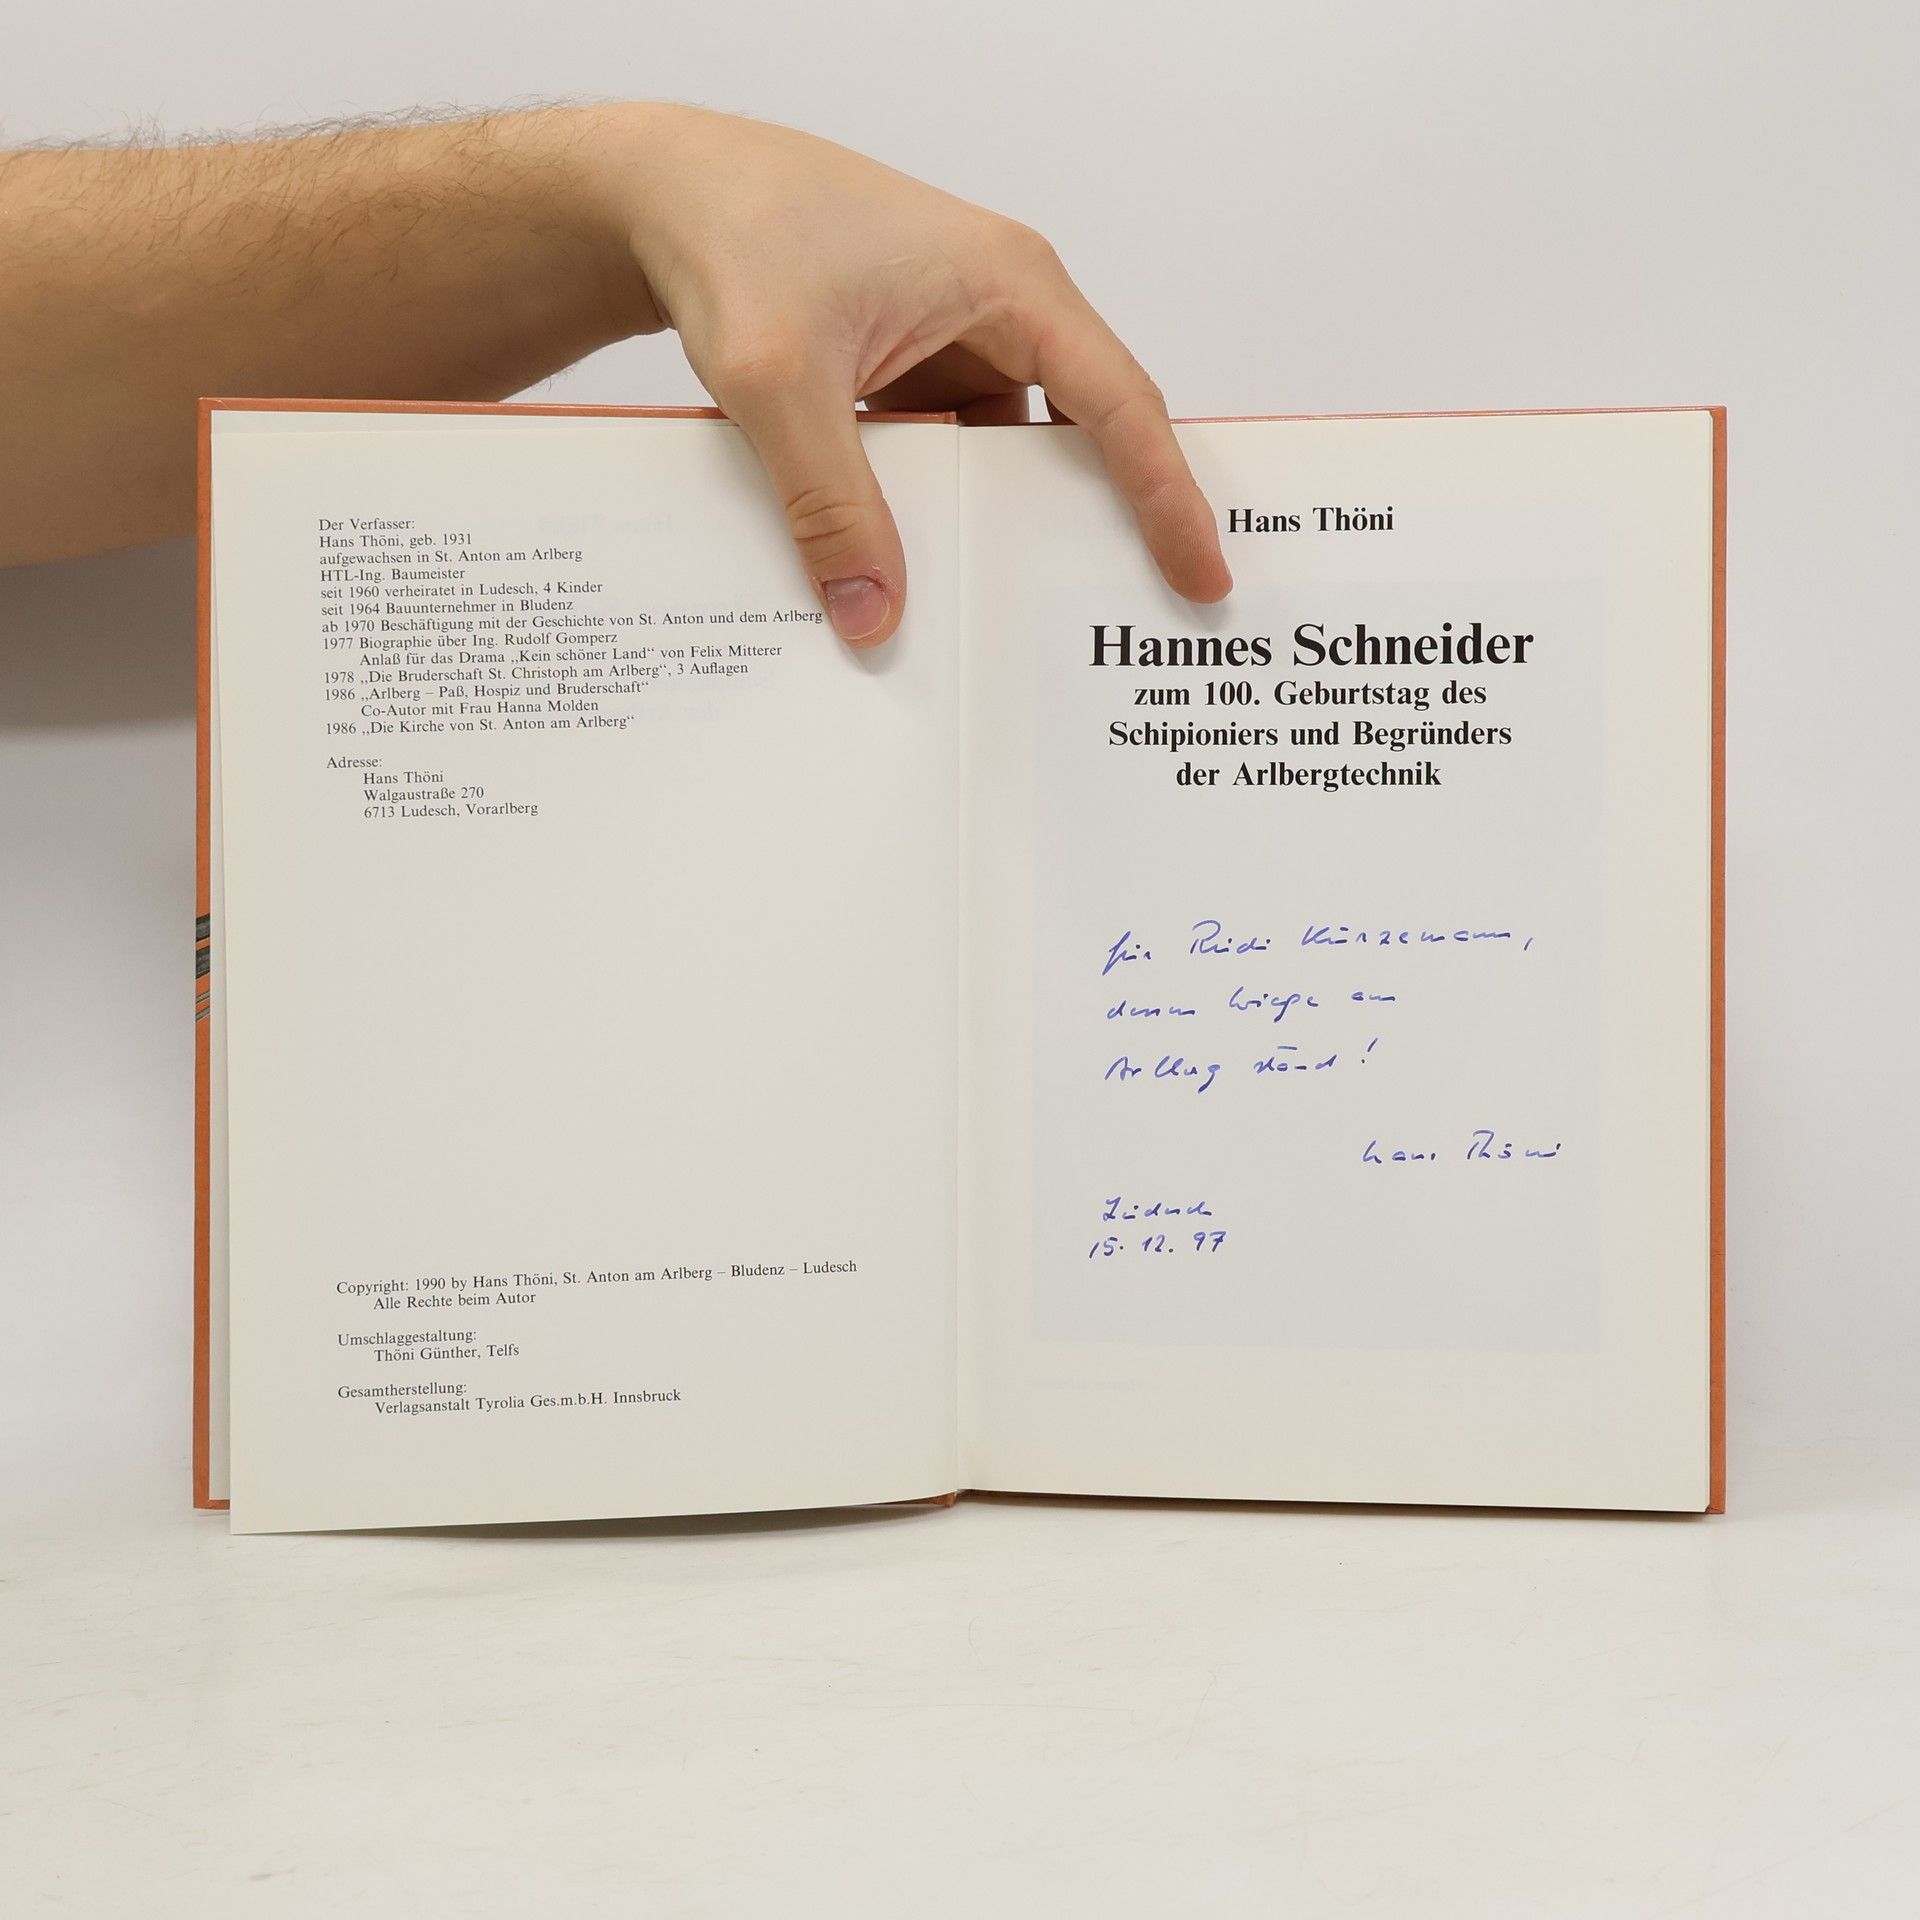 Der Verfasser:
Hans Thöni, geb. 1931
aufgewachsen in St. Anton am Arlberg
HTL-Ing. Baumeister
seit 1960 verheiratet in Ludesch, 4 Kinder
seit 1964 Bauunternehmer in Bludenz
ab 1970 Beschäftigung mit der Geschichte von St. Anton und dem Arlberg
1977 Biographie über Ing. Rudolf Gomperz
Anlaß für das Drama „Kein schöner Land“ von Felix Mitterer
1978 „Die Bruderschaft St. Christoph am Arlberg“, 3 Auflagen
1986 „Arlberg – Paß, Hospiz und Bruderschaft“
Co-Autor mit Frau Hanna Molden
1986 „Die Kirche von St. Anton am Arlberg“
Adresse:
Hans Thöni
Walgaustraße 270
6713 Ludesch, Vorarlberg
Copyright: 1990 by Hans Thöni, St. Anton am Arlberg – Bludenz – Ludesch
Alle Rechte beim Autor
Umschlaggestaltung:
Thöni Günther, Telfs
Gesamtherstellung:
Verlagsanstalt Tyrolia Ges.m.b.H. Innsbruck
Hans Thöni
Hannes Schneider
zum 100. Geburtstag des
Schipioniers und Begründers
der Arlbergtechnik
für Rudi Kürzemann,
dessen Wiege am
Arlberg stand!
Hans Thöni
Ludesch
15. 12. 97